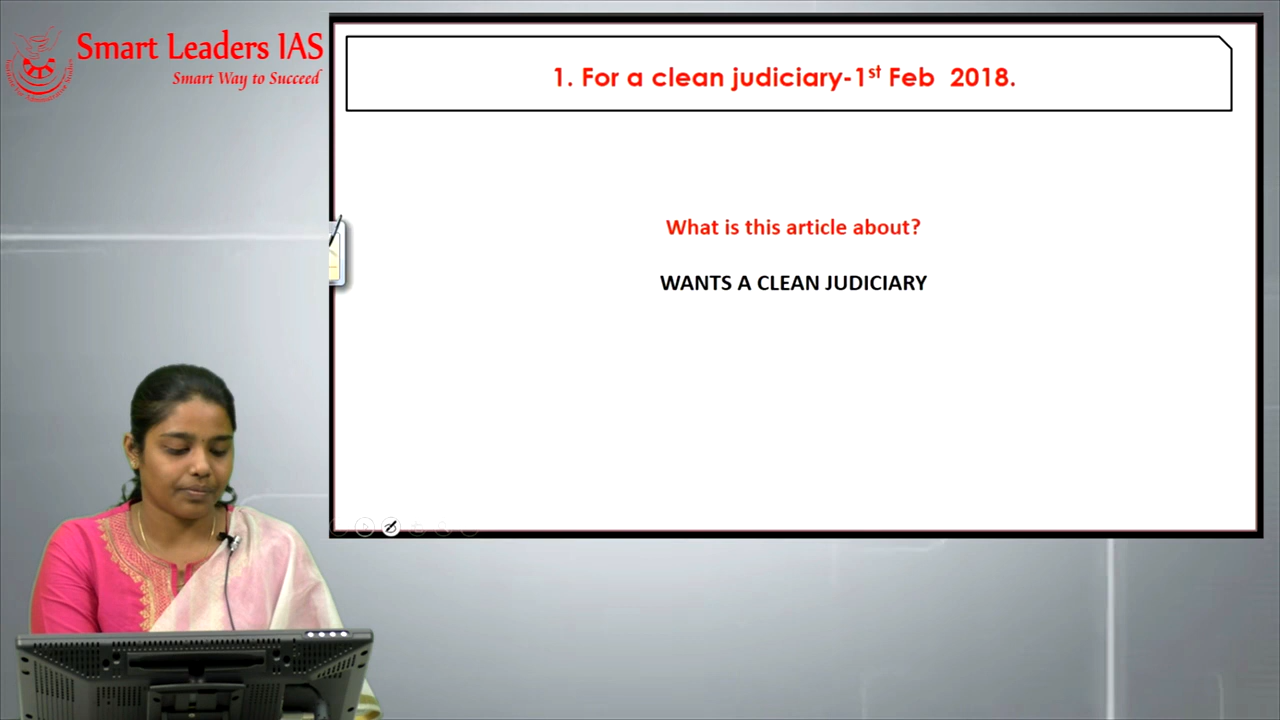 Smart Leaders IAS
Smart Way to Succeed
1. For a clean judiciary-1st Feb 2018.
What is this article about?
WANTS A CLEAN JUDICIARY